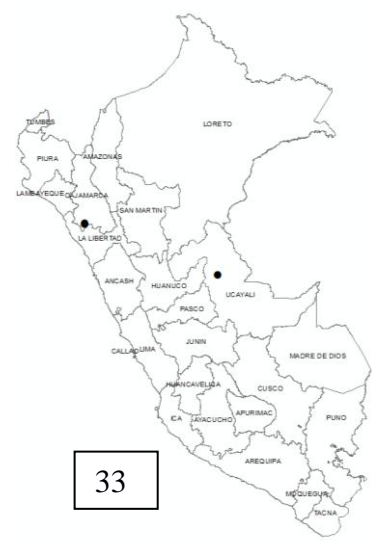 LORETO
TUMBES
PIURA
AMAZONAS
LAMBAYEQUE
CAJAMARCA
SAN MARTIN
LA LIBERTAD
ANCASH
HUANUCO
UCAYALI
PASCO
JUNIN
CALLAO
LIMA
MADRE DE DIOS
HUANCAVELICA
CUSCO
ICA
AYACUCHO
APURIMAC
PUNO
AREQUIPA
MOQUEGUA
TACNA
33